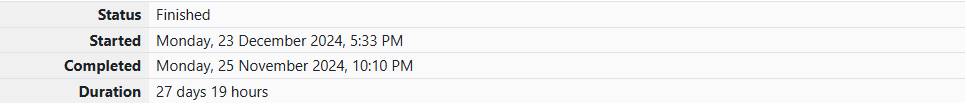 Status Finished
Started Monday, 23 December 2024, 5:33 PM
Completed Monday, 25 November 2024, 10:10 PM
Duration 27 days 19 hours